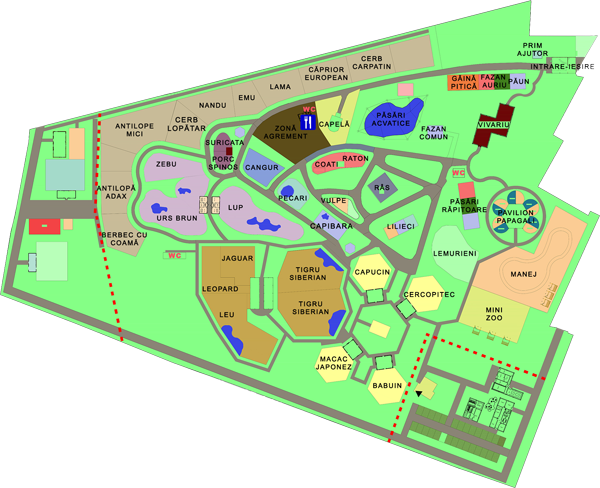 PRIM
AJUTOR
INTRARE-IEȘIRE
CERB
CARPATIN
CĂPRIOR
EUROPEAN
LAMA
EMU
NANDU
CERB
LOPĂTAR
ANTILOPE
MICI
GĂINĂ
PITICĂ
FAZAN
AURIU
PĂUN
WC
CAPELĂ
ZONĂ
AGREMENT
PĂSĂRI
ACVATICE
FAZAN
COMUN
VIVARIU
SURICATA
PORC
SPINOS
ZEBU
CANGUR
COATI
RATON
WC
ANTILOPĂ
ADAX
PECARI
RÂS
VULPE
PĂSĂRI
RĂPITOARE
PAVILION
PAPAGALI
URS BRUN
LUP
CAPIBARA
LILIECI
BERBEC CU
COAMĂ
WC
JAGUAR
LEOPARD
LEU
TIGRU
SIBERIAN
TIGRU
SIBERIAN
CAPUCIN
LEMURIENI
MANEJ
CERCOPITEC
MINI
ZOO
MACAC
JAPONEZ
BABUIN